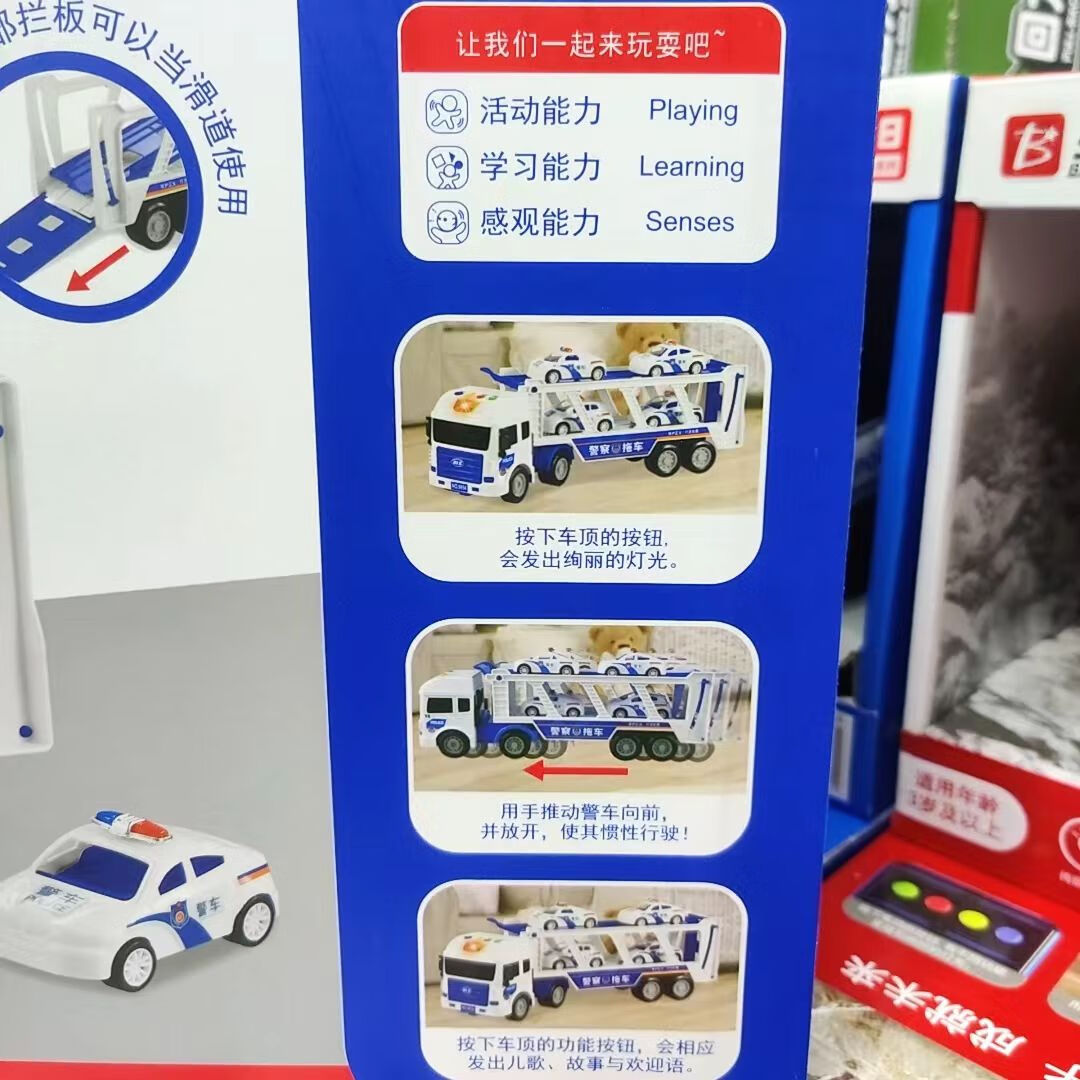 部拦板可以当滑道使用
让我们一起来玩耍吧~
活动能力 Playing
学习能力 Learning
感观能力 Senses
警察 拖车
按下车顶的按钮,
会发出绚丽的灯光。
警察 拖车
用手推动警车向前,
并放开，使其惯性行驶!
警察 拖车
按下车顶的功能按钮，会相应
发出儿歌、故事与欢迎语。
警车
警车
适用年龄
3岁及以上
成就未来